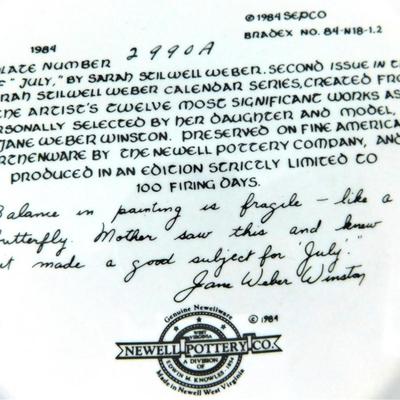 © 1984 SEPCO
BRADEX NO. 84-N18-1.2
1984
PLATE NUMBER 2990A
"JULY," BY SARAH STILWELL WEBER. SECOND ISSUE IN
SARAH STILWELL WEBER CALENDAR SERIES, CREATED FROM
THE ARTIST'S TWELVE MOST SIGNIFICANT WORKS AS
PERSONALLY SELECTED BY HER DAUGHTER AND MODEL,
JANE WEBER WINSTON. PRESERVED ON FINE AMERICAN
EARTHENWARE BY THE NEWELL POTTERY COMPANY, AND
PRODUCED IN AN EDITION STRICTLY LIMITED TO
100 FIRING DAYS.
Balance in painting is fragile – like a
butterfly. Mother saw this and knew
it made a good subject for "July."
Jane Weber Winston
Genuine Newellware
© 1984
WEST
VIRGINIA
NEWELL POTTERY CO.
A DIVISION
OF
EDWIN M. KNOWLES
Made in Newell West Virginia